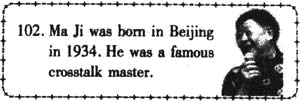 102. Ma Ji was born in Beijing
in 1934. He was a famous
crosstalk master.